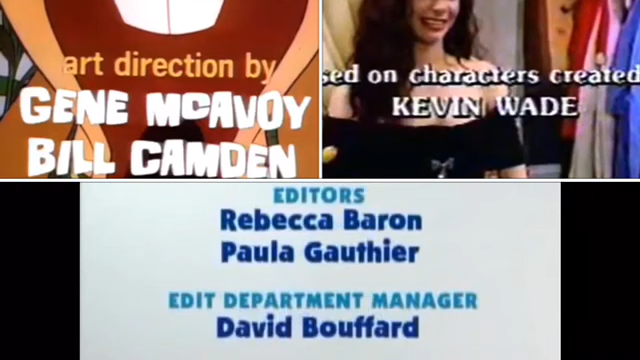 art direction by
GENE McAVOY
BILL CAMDEN
sed on characters created
KEVIN WADE
EDITORS
Rebecca Baron
Paula Gauthier
EDIT DEPARTMENT MANAGER
David Bouffard